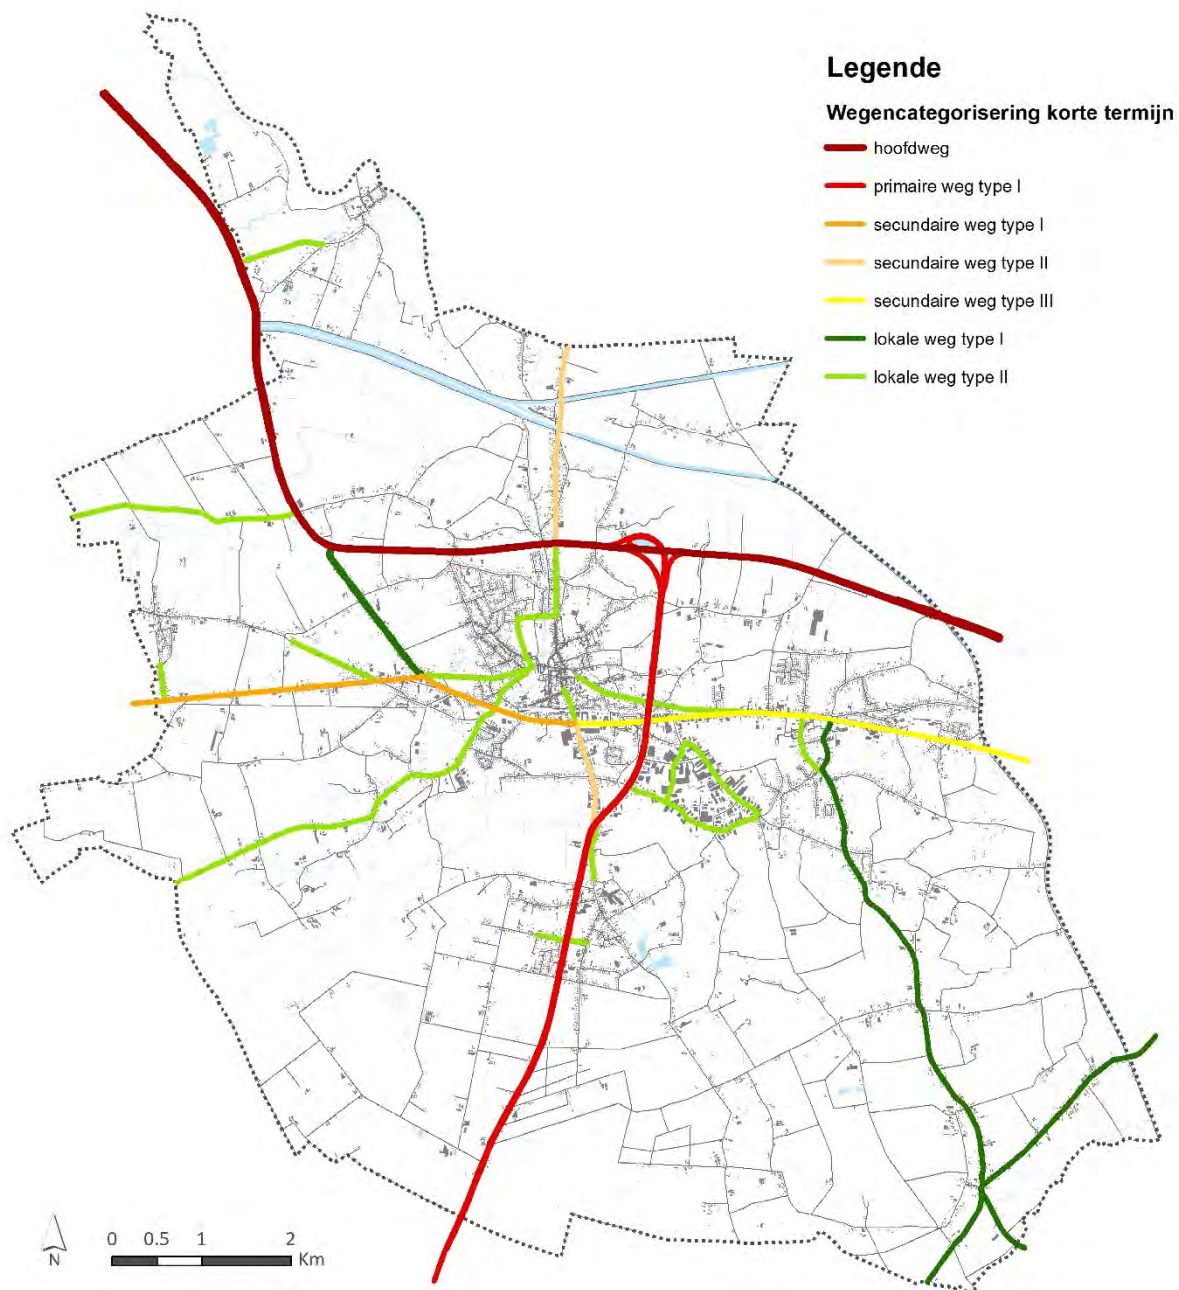 Legende
Wegencategorisering korte termijn
hoofdweg
primaire weg type I
secundaire weg type I
secundaire weg type II
secundaire weg type III
lokale weg type I
lokale weg type II
N
0 0.5 1 2
Km